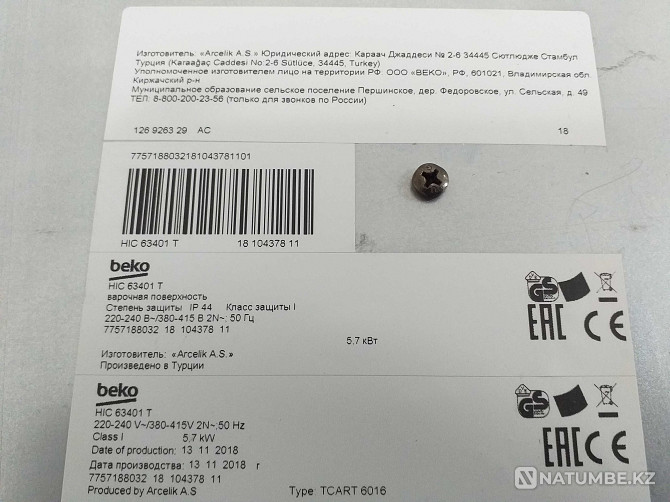 Изготовитель: «Arcelik A.S.» Юридический адрес: Караач Джаддеси № 2-6 34445 Сютлюдже Стамбул
Турция (Karaağaç Caddesi No:2-6 Sütlüce, 34445, Turkey)
Уполномоченное изготовителем лицо на территории РФ: ООО «ВЕКО», РФ, 601021, Владимирская обл.
Киржачский р-н
Муниципальное образование сельское поселение Першинское, дер. Федоровское, ул. Сельская, д. 49
ТЕЛ: 8-800-200-23-56 (только для звонков по России)
126 9263 29 AC 18
7757188032181043781101
HIC 63401 T 18 104378 11
beko
HIC 63401 T
варочная поверхность
Степень защиты IP 44 Класс защиты I
220-240 В~/380-415 В 2N~; 50 Гц
7757188032 18 104378 11
5.7 кВт
Изготовитель: «Arcelik A.S.»
Произведено в Турции
GS
EAC CE
beko
HIC 63401 T
220-240 V~/380-415V 2N~;50 Hz
Class I 5.7 kW
Date of production: 13 11 2018
Дата производства: 13 11 2018 г
7757188032 18 104378 11
Produced by Arcelik A.S Type: TCART 6016
GS
EAC CE
NATUMBE.KZ